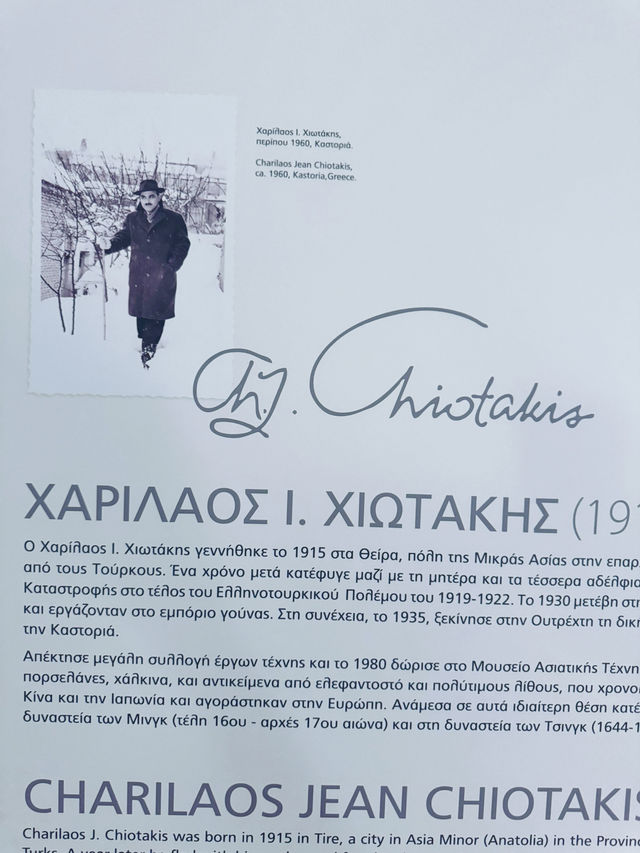 Χαρίλαος Ι. Χιωτάκης,
περίπου 1960, Καστοριά.
Charilaos Jean Chiotakis,
ca. 1960, Kastoria,Greece.
Ch. J. Chiotakis
ΧΑΡΙΛΑΟΣ Ι. ΧΙΩΤΑΚΗΣ (191
Ο Χαρίλαος Ι. Χιωτάκης γεννήθηκε το 1915 στα Θείρα, πόλη της Μικράς Ασίας στην επαρ
από τους Τούρκους. Ένα χρόνο μετά κατέφυγε μαζί με τη μητέρα και τα τέσσερα αδέλφια
Καταστροφής στο τέλος του Ελληνοτουρκικού Πολέμου του 1919-1922. Το 1930 μετέβη στη
και εργάζονταν στο εμπόριο γούνας. Στη συνέχεια, το 1935, ξεκίνησε στην Ουτρέχτη τη δική
την Καστοριά.
Απέκτησε μεγάλη συλλογή έργων τέχνης και το 1980 δώρισε στο Μουσείο Ασιατικής Τέχνη
πορσελάνες, χάλκινα, και αντικείμενα από ελεφαντοστό και πολύτιμους λίθους, που χρονο
Κίνα και την Ιαπωνία και αγοράστηκαν στην Ευρώπη. Ανάμεσα σε αυτά ιδιαίτερη θέση κατέ
δυναστεία των Μινγκ (τέλη 16ου - αρχές 17ου αιώνα) και στη δυναστεία των Τσινγκ (1644-1
CHARILAOS JEAN CHIOTAKIS
Charilaos J. Chiotakis was born in 1915 in Tire, a city in Asia Minor (Anatolia) in the Provinc